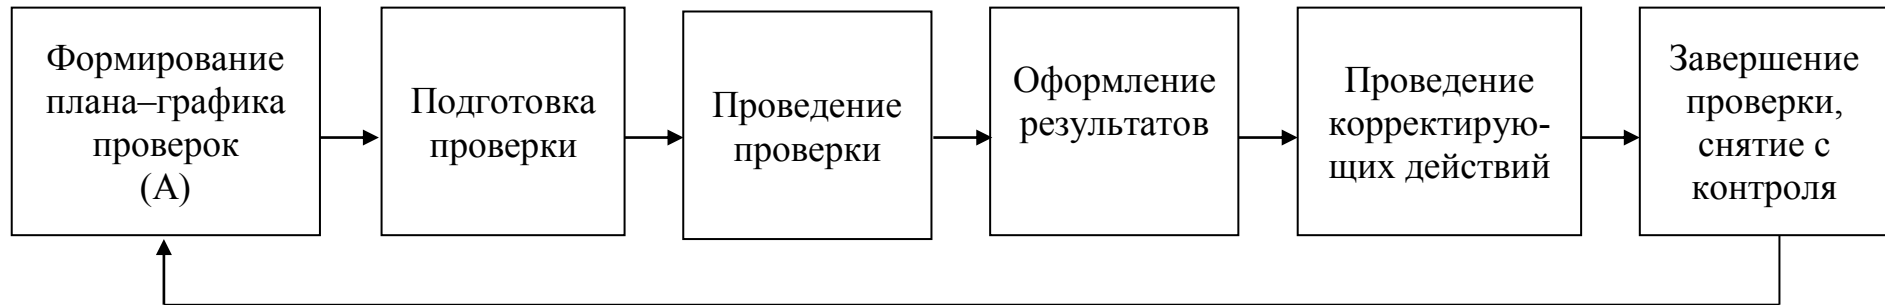 Формирование
плана–графика
проверок
(А)
Подготовка
проверки
Проведение
проверки
Оформление
результатов
Проведение
корректирую-
щих действий
Завершение
проверки,
снятие с
контроля